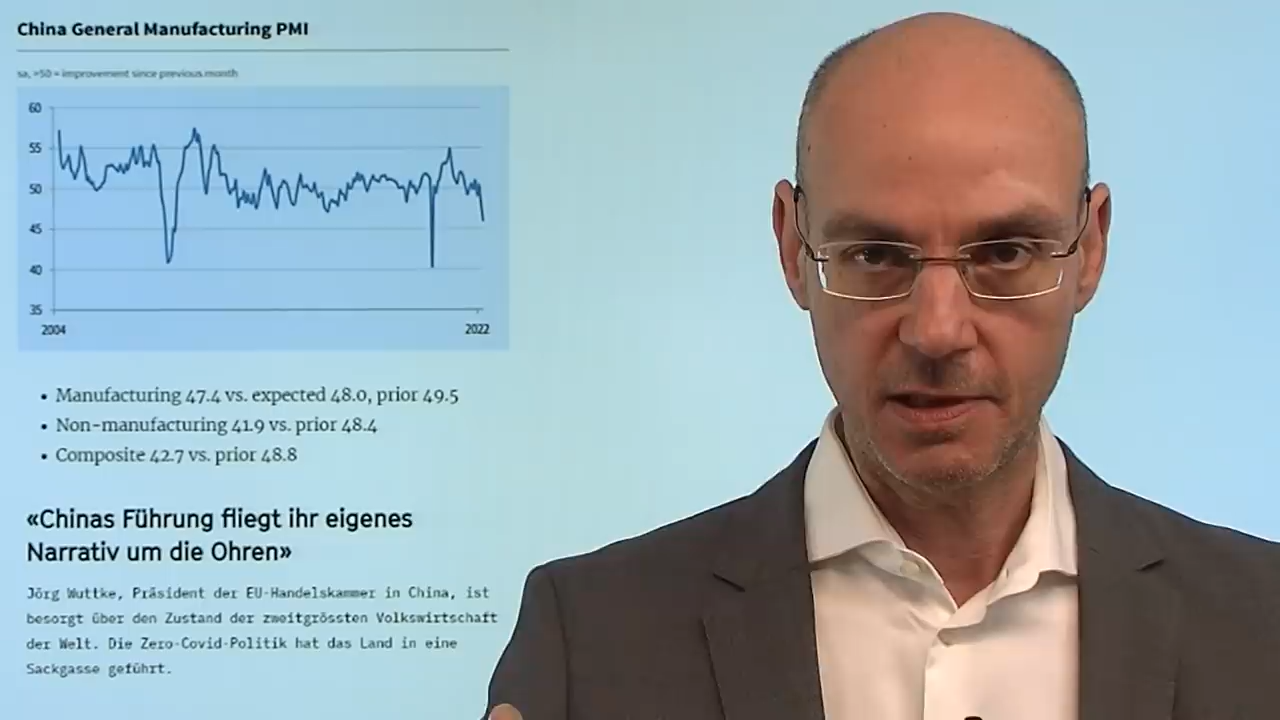 China General Manufacturing PMI
sa, >50 = improvement since previous month
60
55
50
45
40
35
2004
2022
• Manufacturing 47.4 vs. expected 48.0, prior 49.5
• Non-manufacturing 41.9 vs. prior 48.4
• Composite 42.7 vs. prior 48.8
«Chinas Führung fliegt ihr eigenes
Narrativ um die Ohren»
Jörg Wuttke, Präsident der EU-Handelskammer in China, ist
besorgt über den Zustand der zweitgrössten Volkswirtschaft
der Welt. Die Zero-Covid-Politik hat das Land in eine
Sackgasse geführt.